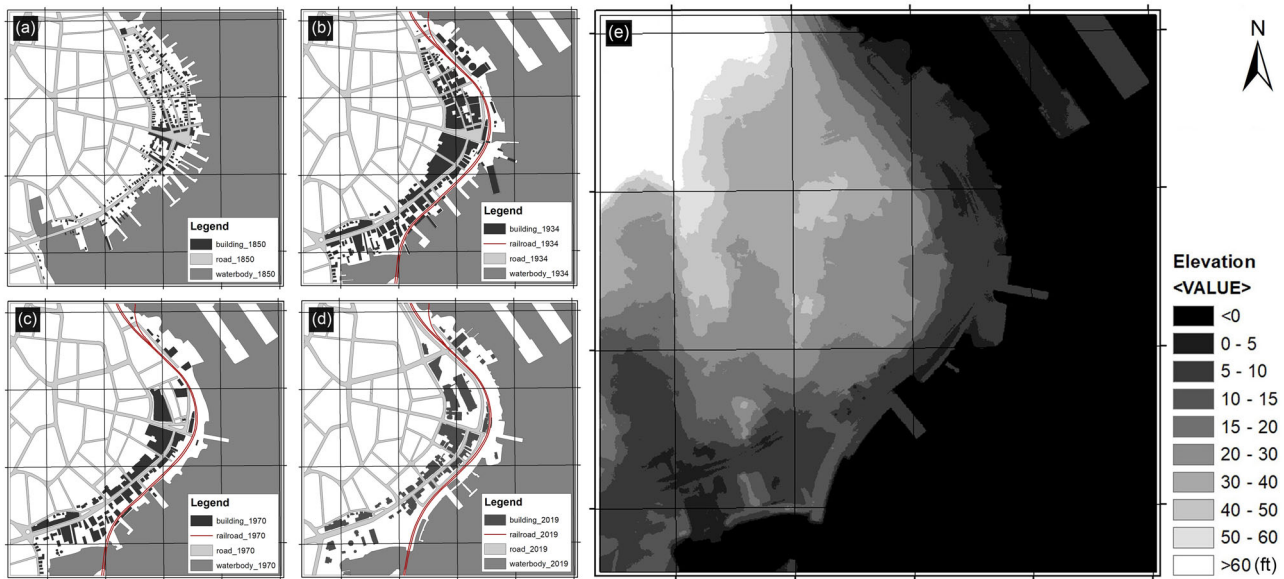 (a)
Legend
building_1850
road_1850
waterbody_1850
(b)
Legend
building_1934
railroad_1934
road_1934
waterbody_1934
(c)
Legend
building_1970
railroad_1970
road_1970
waterbody_1970
(d)
Legend
building_2019
railroad_2019
road_2019
waterbody_2019
(e)
N
Elevation
<VALUE>
<0
0 - 5
5 - 10
10 - 15
15 - 20
20 - 30
30 - 40
40 - 50
50 - 60
>60 (ft)